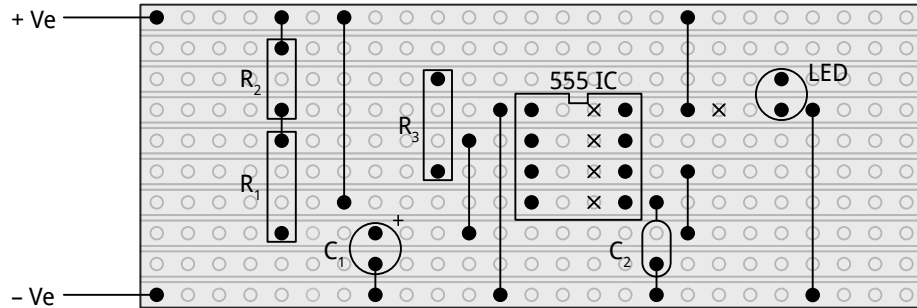 + Ve
R₂
555 IC
LED
R₃
R₁
+
C₁
C₂
– Ve